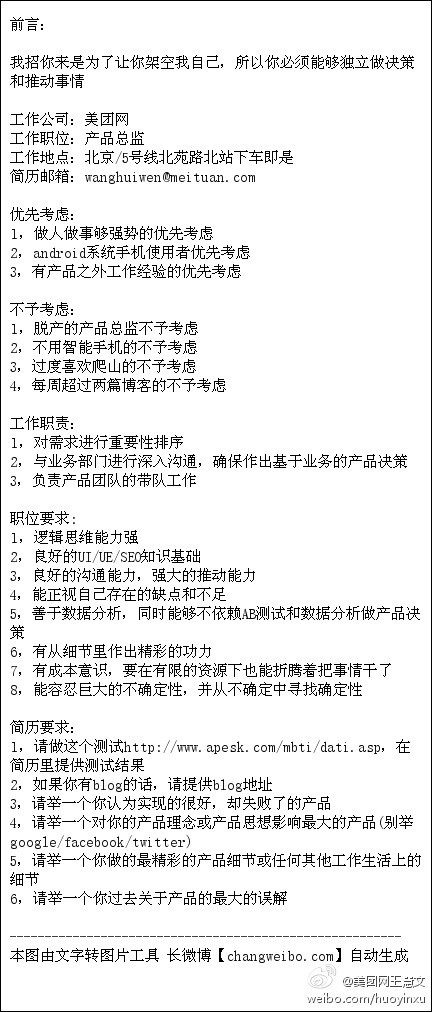 前言:
我招你来是为了让你架空我自己，所以你必须能够独立做决策
和推动事情
工作公司: 美团网
工作职位: 产品总监
工作地点: 北京/5号线北苑路北站下车即是
简历邮箱: wanghuiwen@meituan.com
优先考虑:
1, 做人做事够强势的优先考虑
2, android系统手机使用者优先考虑
3, 有产品之外工作经验的优先考虑
不予考虑:
1, 脱产的产品总监不予考虑
2, 不用智能手机的不予考虑
3, 过度喜欢爬山的不予考虑
4, 每周超过两篇博客的不予考虑
工作职责:
1, 对需求进行重要性排序
2, 与业务部门进行深入沟通，确保作出基于业务的产品决策
3, 负责产品团队的带队工作
职位要求:
1, 逻辑思维能力强
2, 良好的UI/UE/SEO知识基础
3, 良好的沟通能力，强大的推动能力
4, 能正视自己存在的缺点和不足
5, 善于数据分析，同时能够不依赖AB测试和数据分析做产品决
策
6, 有从细节里作出精彩的功力
7, 有成本意识，要在有限的资源下也能折腾着把事情干了
8, 能容忍巨大的不确定性，并从不确定中寻找确定性
简历要求:
1, 请做这个测试http://www.apesk.com/mbti/dati.asp, 在
简历里提供测试结果
2, 如果你有blog的话，请提供blog地址
3, 请举一个你认为实现的很好，却失败了的产品
4, 请举一个对你的产品理念或产品思想影响最大的产品(别举
google/facebook/twitter)
5, 请举一个你做的最精彩的产品细节或任何其他工作生活上的
细节
6, 请举一个你过去关于产品的最大的误解
本图由文字转图片工具 长微博【changweibo.com】自动生成
@美团网王慧文
weibo.com/huoyinxu